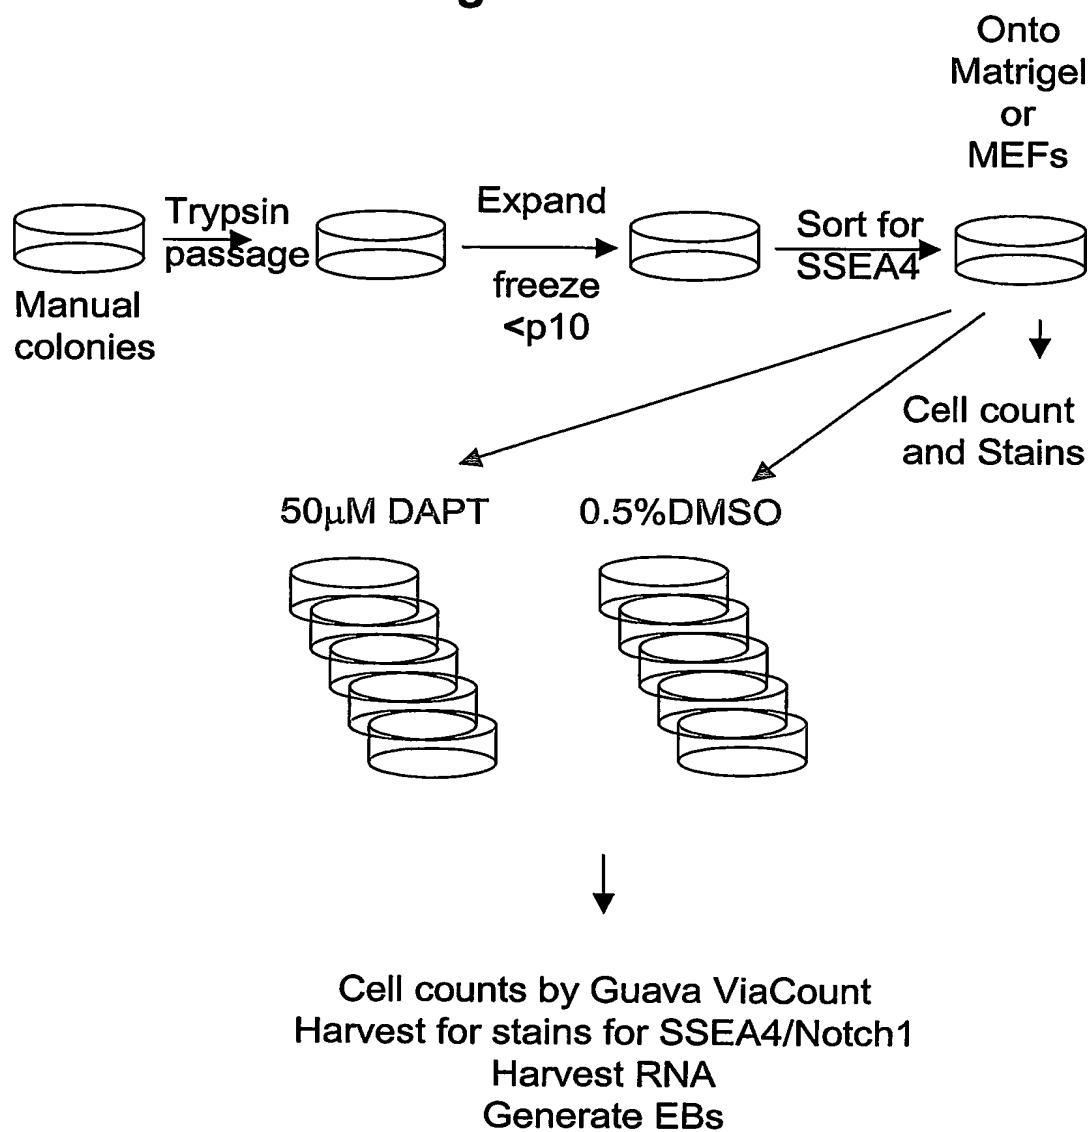 Onto
Matrigel
or
MEFs
Trypsin
passage
Expand
freeze
<p10
Sort for
SSEA4
Manual
colonies
Cell count
and Stains
50μM DAPT
0.5%DMSO
Cell counts by Guava ViaCount
Harvest for stains for SSEA4/Notch1
Harvest RNA
Generate EBs